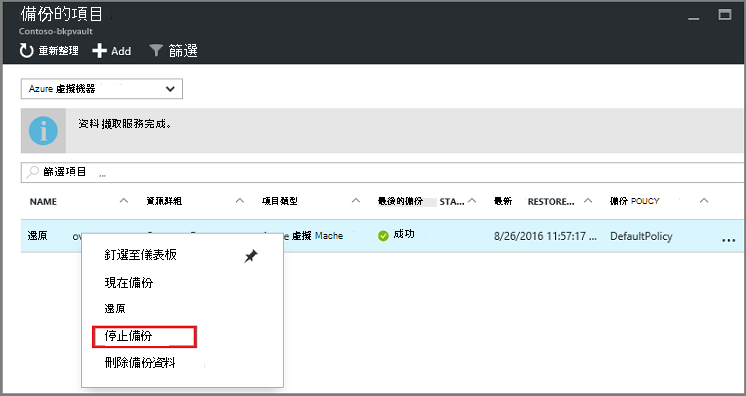 備份的項目
Contoso-bkpvault
重新整理 Add 篩選
Azure 虛擬機器
資料擷取服務完成。
篩選項目 ...
NAME 資源群組 項目類型 最後的備份 STA... 最新 RESTORE... 備份 POUCY
還原 虛擬 Mache 成功 8/26/2016 11:57:17 ... DefaultPolicy ...
釘選至儀表板
現在備份
還原
停止備份
刪除備份資料